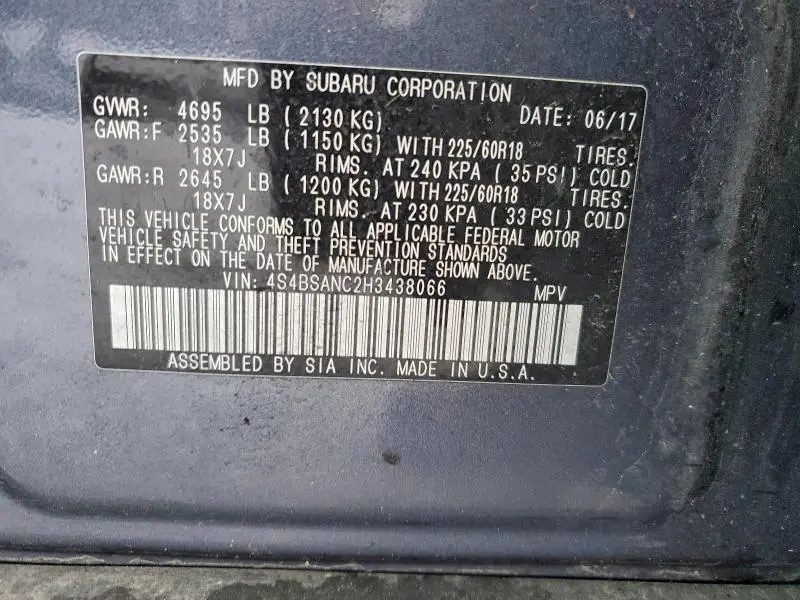 MFD BY SUBARU CORPORATION
GVWR: 4695 LB ( 2130 KG) DATE: 06/17
GAWR:F 2535 LB ( 1150 KG) WITH 225/60R18 TIRES.
18X7J RIMS. AT 240 KPA ( 35 PSI) COLD
GAWR:R 2645 LB ( 1200 KG) WITH 225/60R18 TIRES.
18X7J RIMS. AT 230 KPA ( 33 PSI) COLD
THIS VEHICLE CONFORMS TO ALL APPLICABLE FEDERAL MOTOR
VEHICLE SAFETY AND THEFT PREVENTION STANDARDS
IN EFFECT ON THE DATE OF MANUFACTURE SHOWN ABOVE.
VIN: 4S4BSANC2H3438066 MPV
ASSEMBLED BY SIA INC. MADE IN U.S.A.